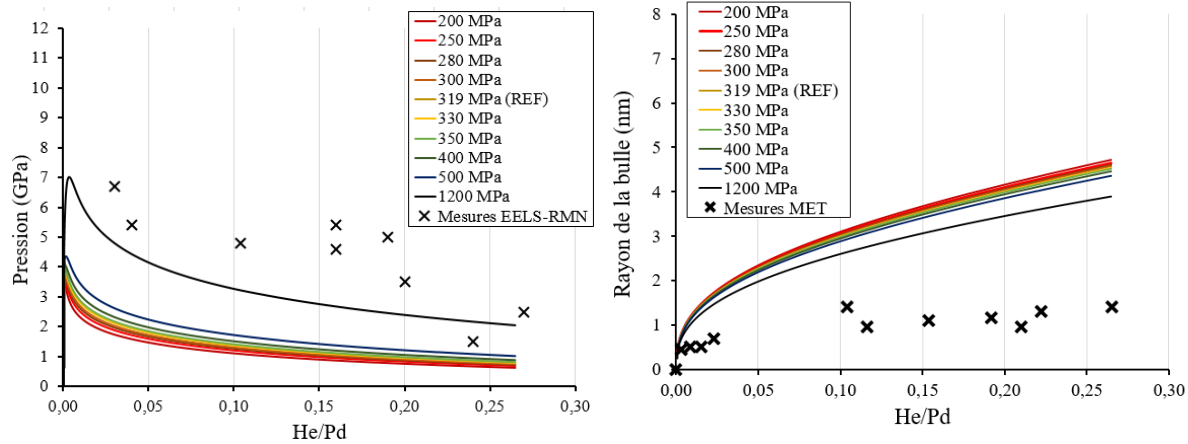 12
11
10
9
8
7
6
5
4
3
2
1
0
Pression (GPa)
200 MPa
250 MPa
280 MPa
300 MPa
319 MPa (REF)
330 MPa
350 MPa
400 MPa
500 MPa
1200 MPa
Mesures EELS-RMN
0,00 0,05 0,10 0,15 0,20 0,25 0,30
He/Pd
8
7
6
5
4
3
2
1
0
Rayon de la bulle (nm)
200 MPa
250 MPa
280 MPa
300 MPa
319 MPa (REF)
330 MPa
350 MPa
400 MPa
500 MPa
1200 MPa
Mesures MET
0,00 0,05 0,10 0,15 0,20 0,25 0,30
He/Pd